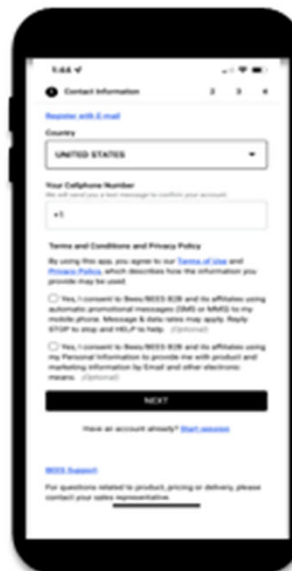 1:44
1 Contact Information 2 3 4
Register with E-mail
Country
UNITED STATES
Your Cellphone Number
We will send you a text message to confirm your account.
+1
Terms and Conditions and Privacy Policy
By using this app, you agree to our Terms of Use and
Privacy Policy, which describes how the information you
provide may be used.
Yes, I consent to Bees/BEES B2B and its affiliates using
automatic promotional messages (SMS or MMS) to my
mobile phone. Message & data rates may apply. Reply
STOP to stop and HELP to help. (Optional)
Yes, I consent to Bees/BEES B2B and its affiliates using
my Personal Information to provide me with product and
marketing information by Email and other electronic
means. (Optional)
NEXT
Have an account already? Start session
BEES Support
For questions related to product, pricing or delivery, please
contact your sales representative.